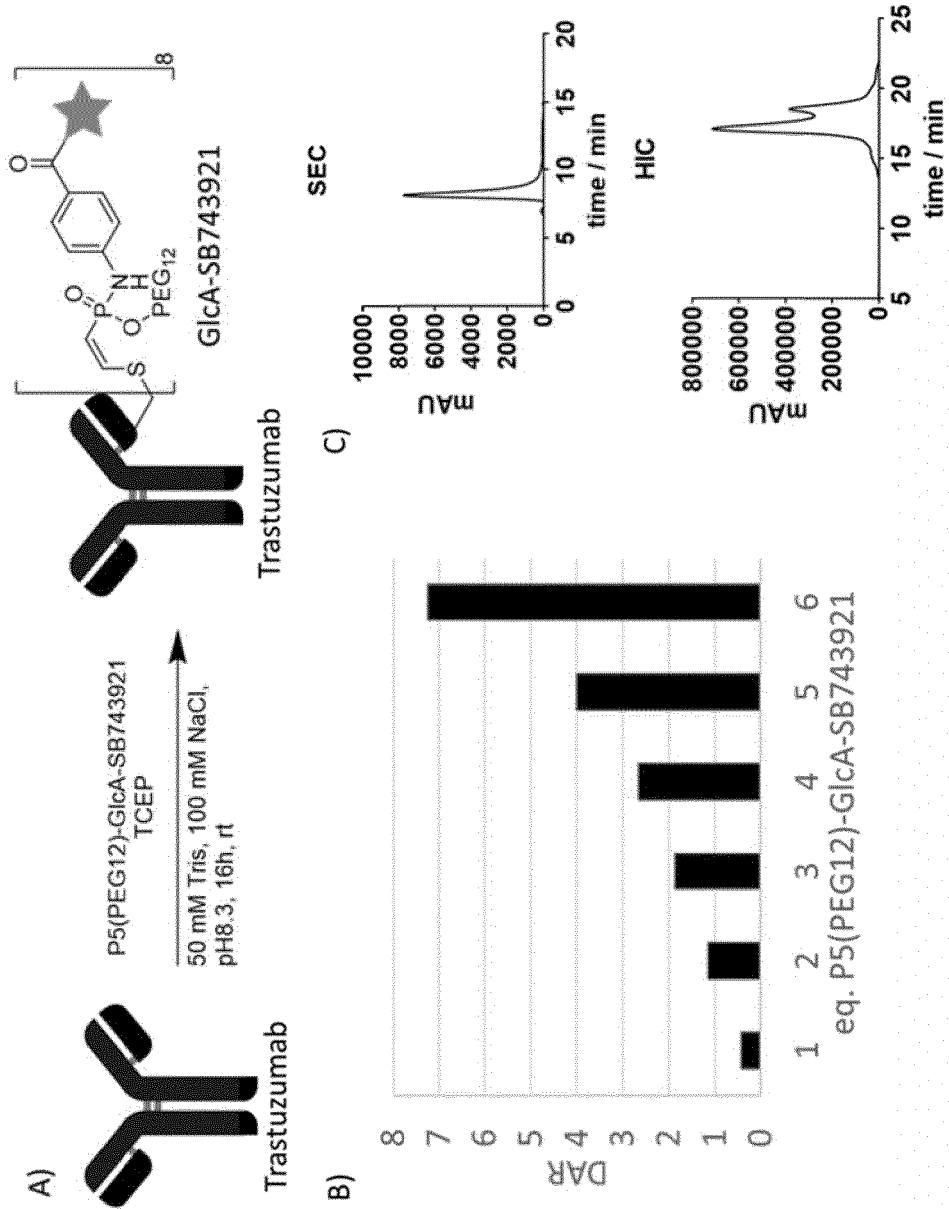 A)
Trastuzumab
P5(PEG12)-GlcA-SB743921
TCEP
50 mM Tris, 100 mM NaCl,
pH8.3, 16h, rt
Trastuzumab
S
O
P
O
N
H
PEG12
O
8
GlcA-SB743921
B)
DAR
8
7
6
5
4
3
2
1
0
1 2 3 4 5 6
eq. P5(PEG12)-GlcA-SB743921
C)
SEC
mAU
10000
8000
6000
4000
2000
0
0 5 10 15 20
time / min
HIC
mAU
800000
600000
400000
200000
0
5 10 15 20 25
time / min